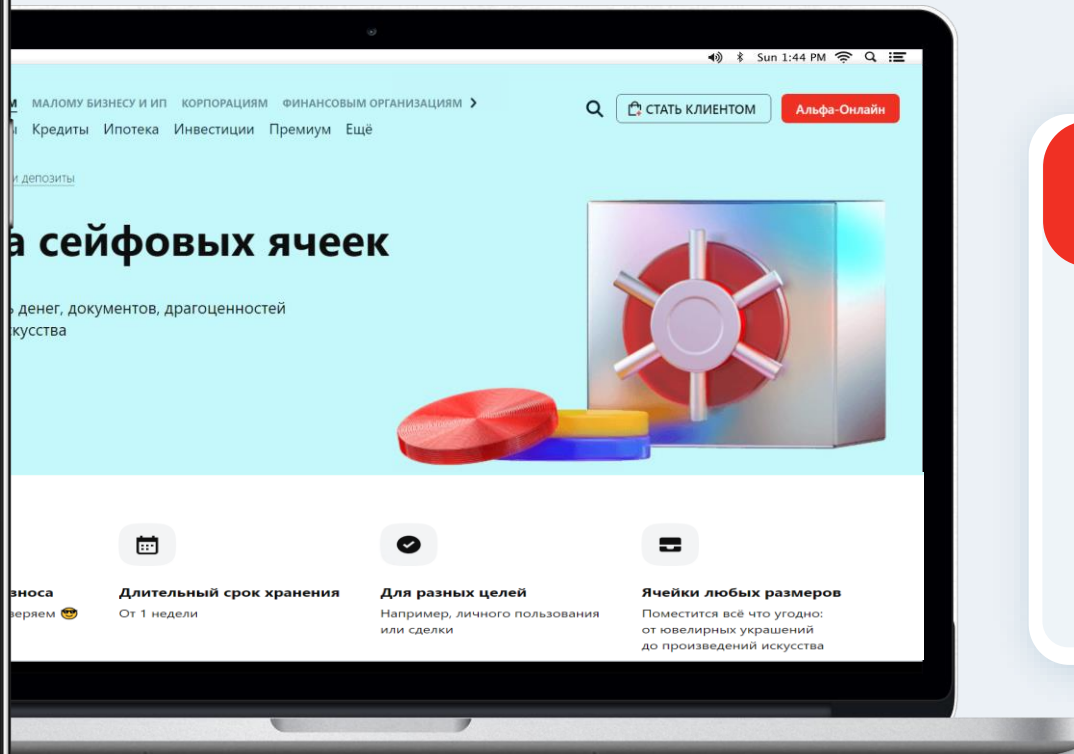 Sun 1:44 PM
МАЛОМУ БИЗНЕСУ И ИП КОРПОРАЦИЯМ ФИНАНСОВЫМ ОРГАНИЗАЦИЯМ
СТАТЬ КЛИЕНТОМ
Альфа-Онлайн
Кредиты Ипотека Инвестиции Премиум Ещё
и депозиты
а сейфовых ячеек
денег, документов, драгоценностей
кусства
зноса
веряем 😎
Длительный срок хранения
От 1 недели
Для разных целей
Например, личного пользования
или сделки
Ячейки любых размеров
Поместится всё что угодно:
от ювелирных украшений
до произведений искусства